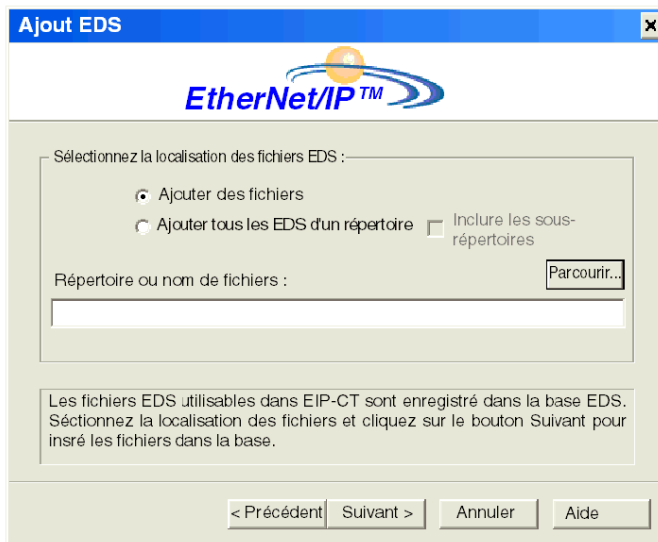 Ajout EDS
EtherNet/IP™
Sélectionnez la localisation des fichiers EDS :
Ajouter des fichiers
Ajouter tous les EDS d'un répertoire
Inclure les sous-
répertoires
Répertoire ou nom de fichiers :
Parcourir...
Les fichiers EDS utilisables dans EIP-CT sont enregistré dans la base EDS.
Séctionnez la localisation des fichiers et cliquez sur le bouton Suivant pour
insré les fichiers dans la base.
< Précédent
Suivant >
Annuler
Aide